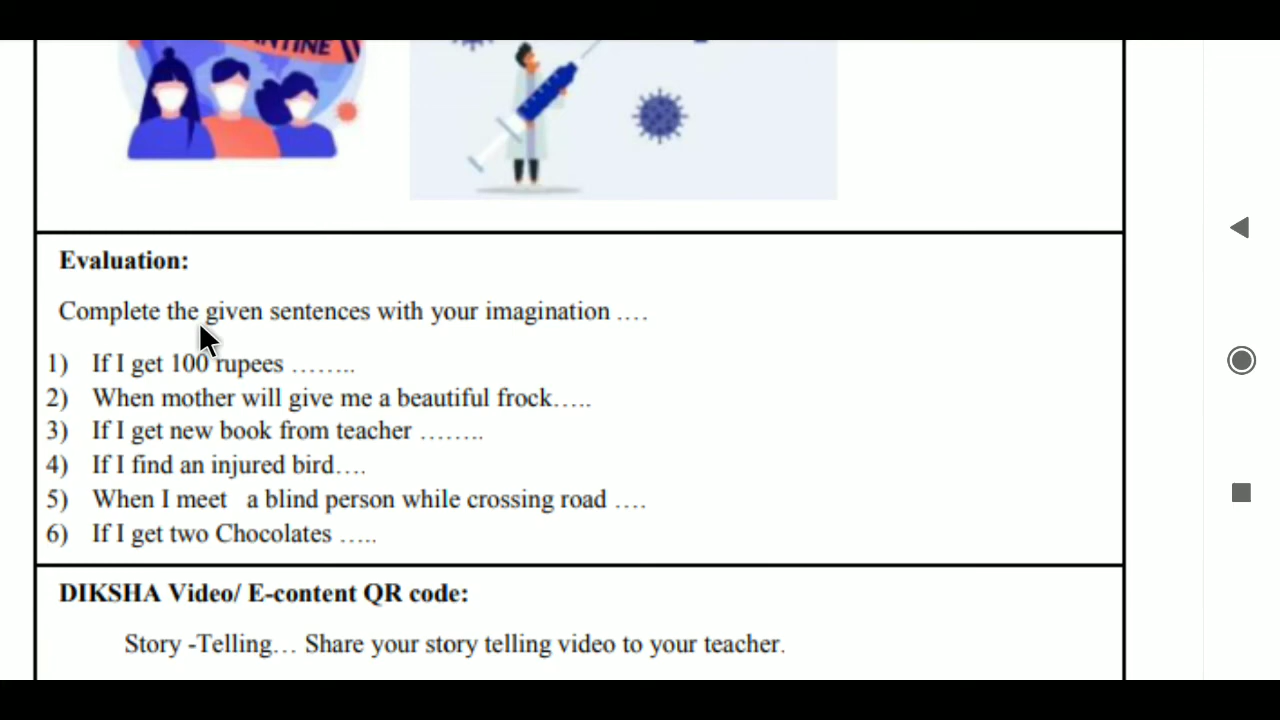 Evaluation:
Complete the given sentences with your imagination ....
1) If I get 100 rupees ........
2) When mother will give me a beautiful frock.....
3) If I get new book from teacher ........
4) If I find an injured bird....
5) When I meet a blind person while crossing road ....
6) If I get two Chocolates .....
DIKSHA Video/ E-content QR code:
Story -Telling... Share your story telling video to your teacher.